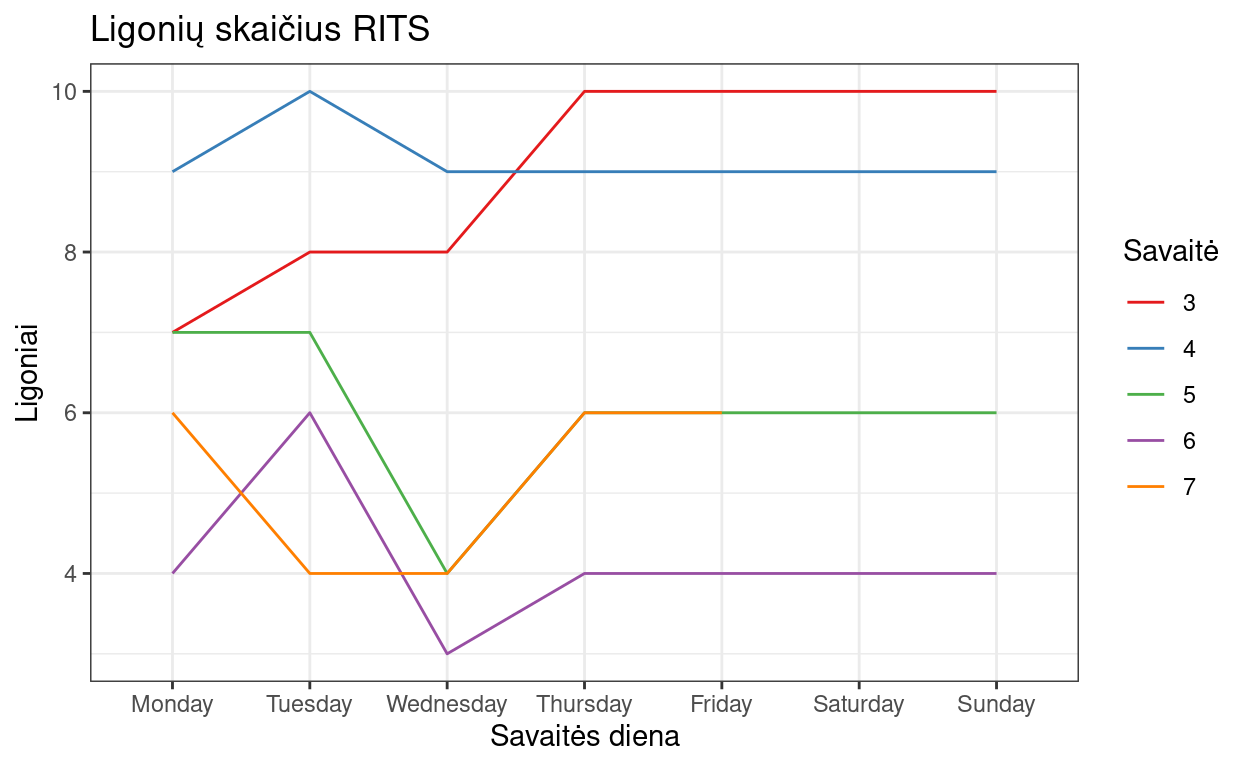 Ligonių skaičius RITS
10
8
6
4
Ligoniai
Monday Tuesday Wednesday Thursday Friday Saturday Sunday
Savaitės diena
Savaitė
3
4
5
6
7